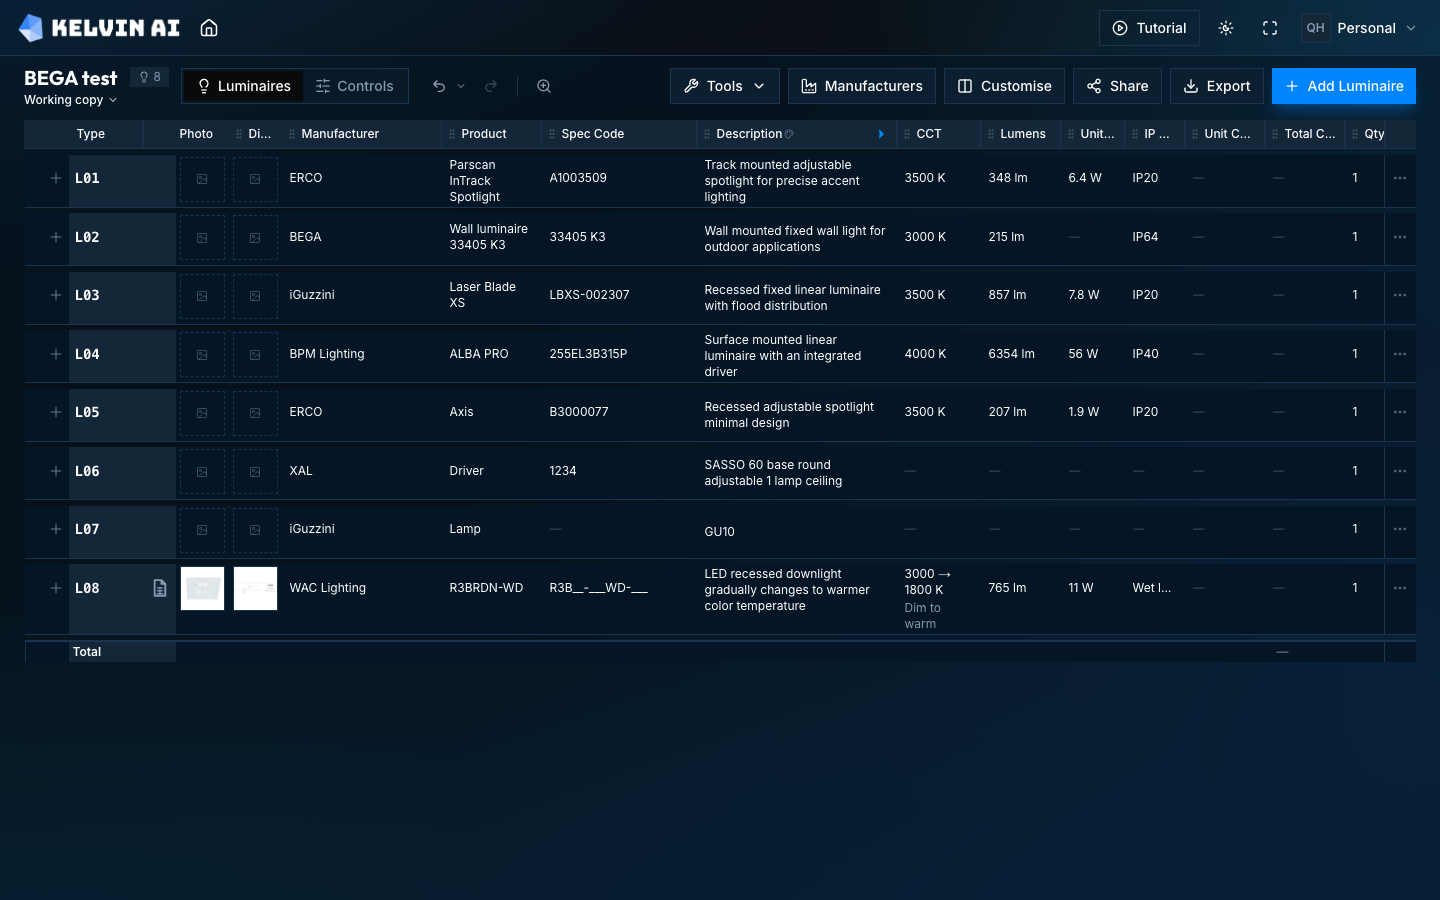 KELVIN AI
Tutorial
QH
Personal
BEGA test
8
Working copy
Luminaires
Controls
Tools
Manufacturers
Customise
Share
Export
Add Luminaire
Type Photo Di... Manufacturer Product Spec Code Description CCT Lumens Unit... IP ... Unit C... Total C... Qty
L01 ERCO Parscan InTrack Spotlight A1003509 Track mounted adjustable spotlight for precise accent lighting 3500 K 348 lm 6.4 W IP20 — — 1
L02 BEGA Wall luminaire 33405 K3 33405 K3 Wall mounted fixed wall light for outdoor applications 3000 K 215 lm — IP64 — — 1
L03 iGuzzini Laser Blade XS LBXS-002307 Recessed fixed linear luminaire with flood distribution 3500 K 857 lm 7.8 W IP20 — — 1
L04 BPM Lighting ALBA PRO 255EL3B315P Surface mounted linear luminaire with an integrated driver 4000 K 6354 lm 56 W IP40 — — 1
L05 ERCO Axis B3000077 Recessed adjustable spotlight minimal design 3500 K 207 lm 1.9 W IP20 — — 1
L06 XAL Driver 1234 SASSO 60 base round adjustable 1 lamp ceiling — — — — — — 1
L07 iGuzzini Lamp — GU10 — — — — — — 1
L08 WAC Lighting R3BRDN-WD R3B__-___WD-___ LED recessed downlight gradually changes to warmer color temperature 3000 → 1800 K Dim to warm 765 lm 11 W Wet l... — — 1
Total —